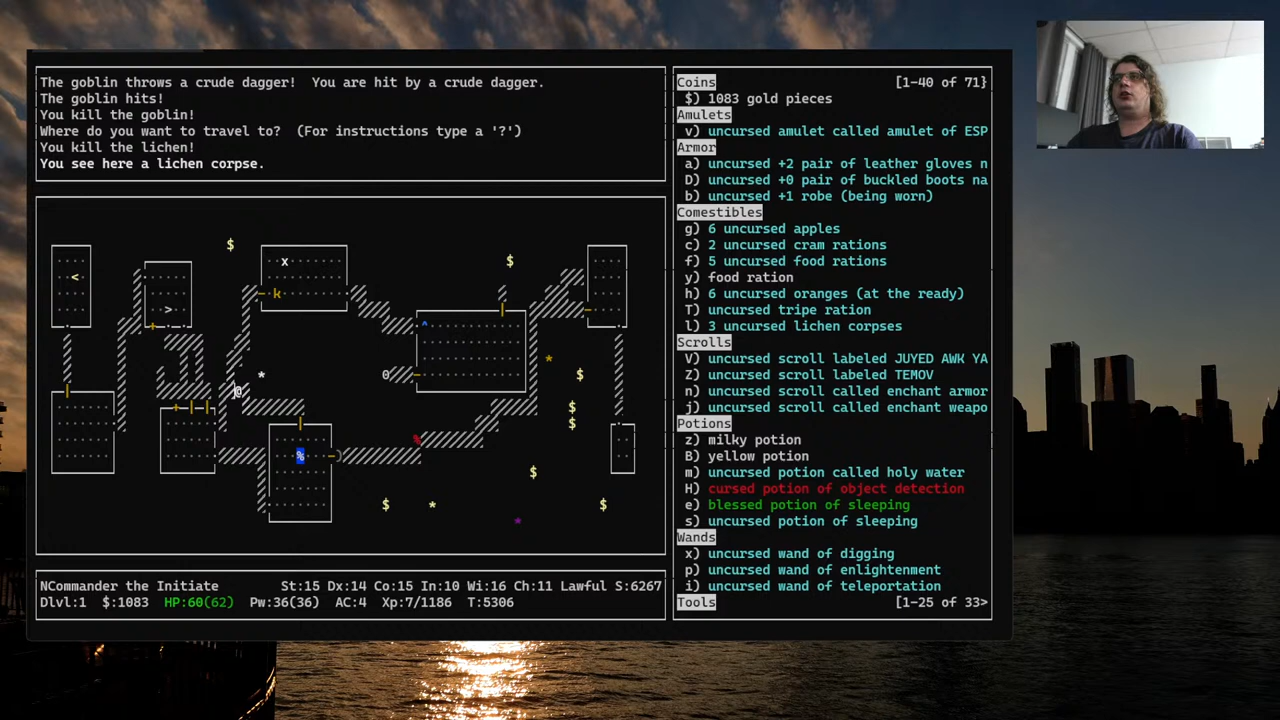 The goblin throws a crude dagger!  You are hit by a crude dagger.
The goblin hits!
You kill the goblin!
Where do you want to travel to?  (For instructions type a '?')
You kill the lichen!
You see here a lichen corpse.
NCommander the Initiate St:15 Dx:14 Co:15 In:10 Wi:16 Ch:11 Lawful S:6267
Dlvl:1 $:1083 HP:60(62) Pw:36(36) AC:4 Xp:7/1186 T:5306
Coins [1-40 of 71}
$) 1083 gold pieces
Amulets
v) uncursed amulet called amulet of ESP
Armor
a) uncursed +2 pair of leather gloves n
D) uncursed +0 pair of buckled boots na
b) uncursed +1 robe (being worn)
Comestibles
g) 6 uncursed apples
c) 2 uncursed cram rations
f) 5 uncursed food rations
y) food ration
h) 6 uncursed oranges (at the ready)
T) uncursed tripe ration
l) 3 uncursed lichen corpses
Scrolls
V) uncursed scroll labeled JUYED AWK YA
Z) uncursed scroll labeled TEMOV
n) uncursed scroll called enchant armor
j) uncursed scroll called enchant weapo
Potions
z) milky potion
B) yellow potion
m) uncursed potion called holy water
H) cursed potion of object detection
e) blessed potion of sleeping
s) uncursed potion of sleeping
Wands
x) uncursed wand of digging
p) uncursed wand of enlightenment
i) uncursed wand of teleportation
Tools [1-25 of 33>